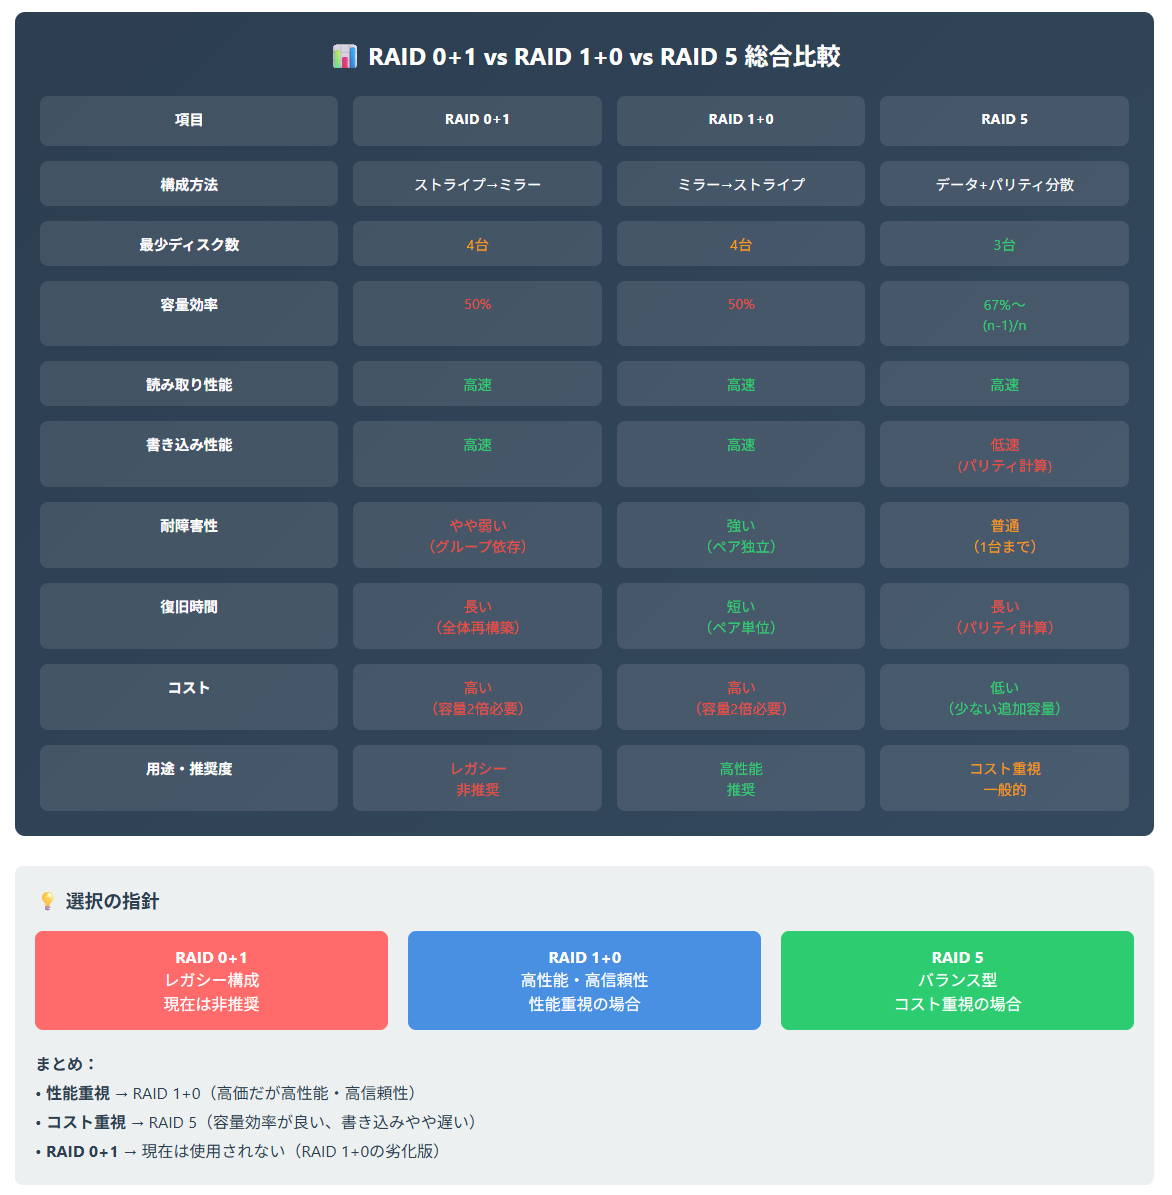 📊 RAID 0+1 vs RAID 1+0 vs RAID 5 総合比較
項目 RAID 0+1 RAID 1+0 RAID 5
構成方法 ストライプ→ミラー ミラー→ストライプ データ+パリティ分散
最少ディスク数 4台 4台 3台
容量効率 50% 50% 67%～
(n-1)/n
読み取り性能 高速 高速 高速
書き込み性能 高速 高速 低速
(パリティ計算)
耐障害性 やや弱い 強い 普通
（グループ依存） （ペア独立） （1台まで）
復旧時間 長い 短い 長い
（全体再構築） （ペア単位） （パリティ計算）
コスト 高い 高い 低い
（容量2倍必要） （容量2倍必要） （少ない追加容量）
用途・推奨度 レガシー 高性能 コスト重視
非推奨 推奨 一般的
💡 選択の指針
RAID 0+1
レガシー構成
現在は非推奨
RAID 1+0
高性能・高信頼性
性能重視の場合
RAID 5
バランス型
コスト重視の場合
まとめ：
• 性能重視 → RAID 1+0（高価だが高性能・高信頼性）
• コスト重視 → RAID 5（容量効率が良い、書き込みやや遅い）
• RAID 0+1 → 現在は使用されない（RAID 1+0の劣化版）